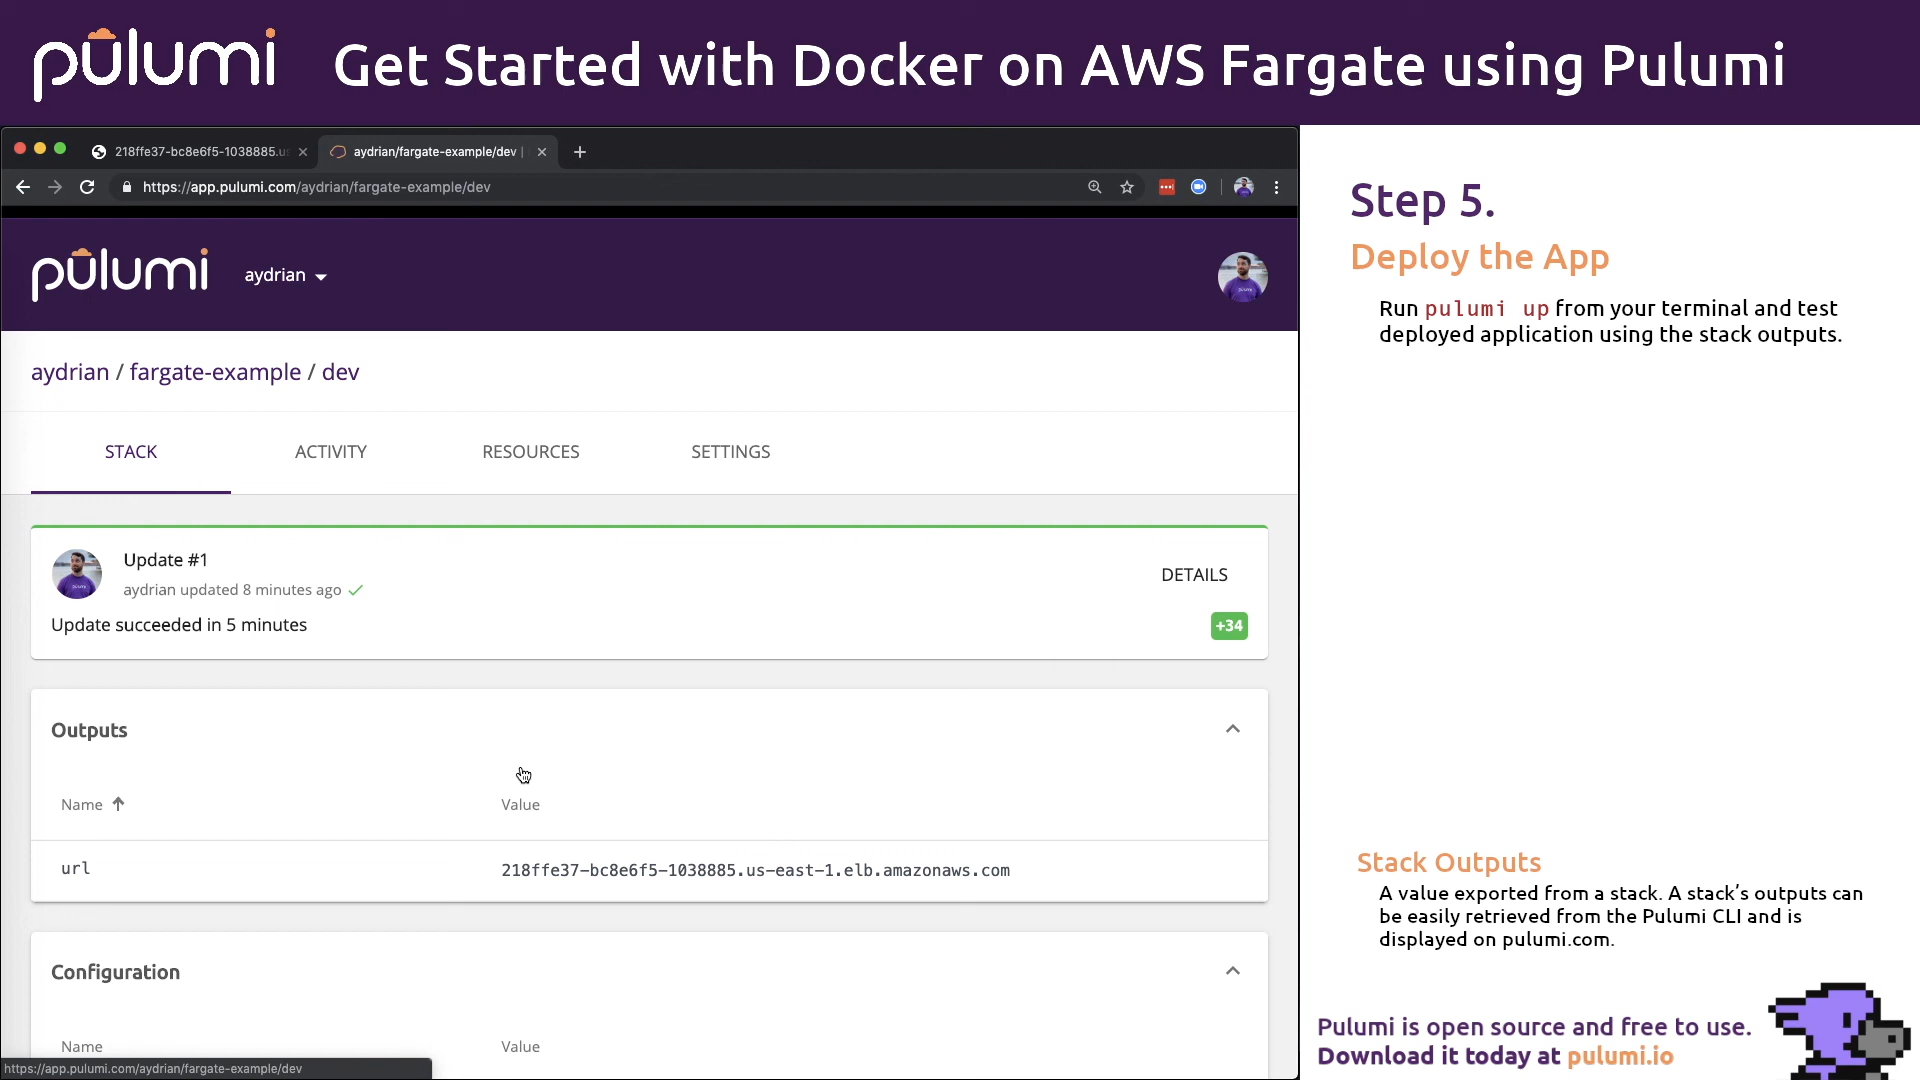 pulumi Get Started with Docker on AWS Fargate using Pulumi
218ffe37-bc8e6f5-1038885.us
aydrian/fargate-example/dev |
https://app.pulumi.com/aydrian/fargate-example/dev
pulumi aydrian
aydrian / fargate-example / dev
STACK ACTIVITY RESOURCES SETTINGS
Update #1
aydrian updated 8 minutes ago
DETAILS
Update succeeded in 5 minutes
+34
Outputs
Name Value
url 218ffe37-bc8e6f5-1038885.us-east-1.elb.amazonaws.com
Configuration
Name Value
https://app.pulumi.com/aydrian/fargate-example/dev
Step 5.
Deploy the App
Run pulumi up from your terminal and test
deployed application using the stack outputs.
Stack Outputs
A value exported from a stack. A stack’s outputs can
be easily retrieved from the Pulumi CLI and is
displayed on pulumi.com.
Pulumi is open source and free to use.
Download it today at pulumi.io